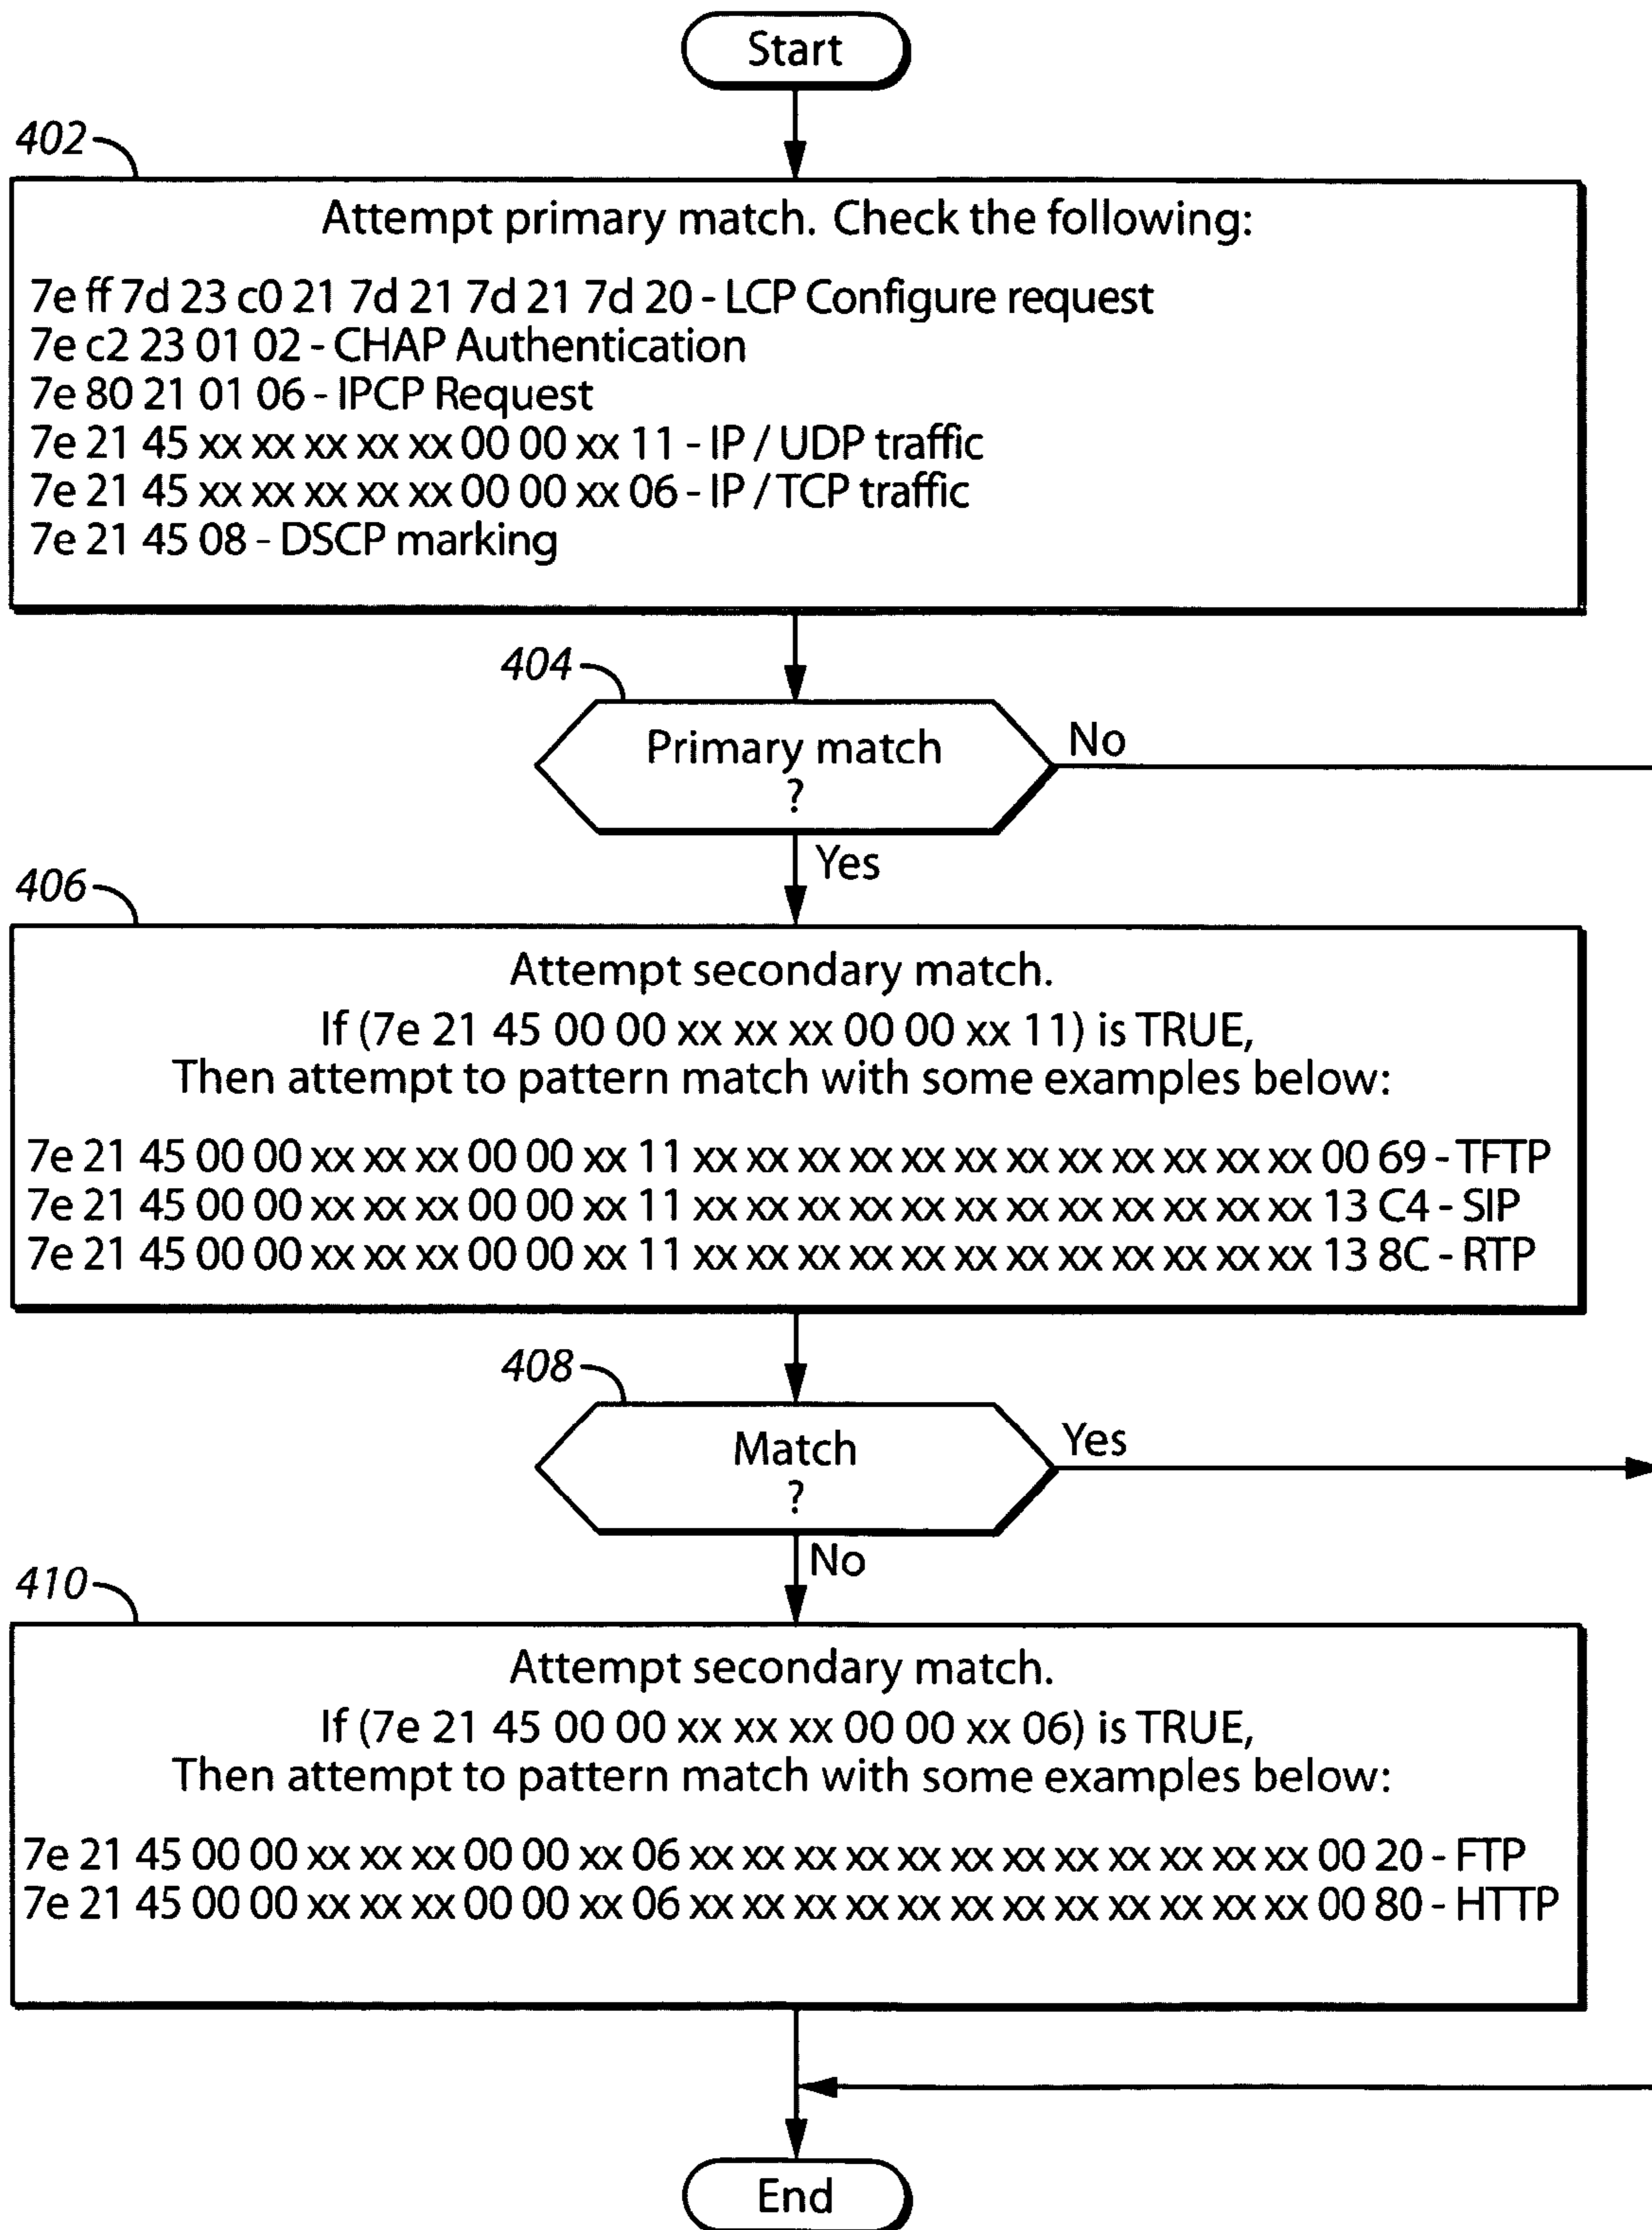 Start
402
Attempt primary match. Check the following:
7e ff 7d 23 c0 21 7d 21 7d 21 7d 20 - LCP Configure request
7e c2 23 01 02 - CHAP Authentication
7e 80 21 01 06 - IPCP Request
7e 21 45 xx xx xx xx xx 00 00 xx 11 - IP / UDP traffic
7e 21 45 xx xx xx xx xx 00 00 xx 06 - IP / TCP traffic
7e 21 45 08 - DSCP marking
404
Primary match
?
No
Yes
406
Attempt secondary match.
If (7e 21 45 00 00 xx xx xx 00 00 xx 11) is TRUE,
Then attempt to pattern match with some examples below:
7e 21 45 00 00 xx xx xx 00 00 xx 11 xx xx xx xx xx xx xx xx xx xx xx xx 00 69 - TFTP
7e 21 45 00 00 xx xx xx 00 00 xx 11 xx xx xx xx xx xx xx xx xx xx xx xx 13 C4 - SIP
7e 21 45 00 00 xx xx xx 00 00 xx 11 xx xx xx xx xx xx xx xx xx xx xx xx 13 8C - RTP
408
Match
?
Yes
No
410
Attempt secondary match.
If (7e 21 45 00 00 xx xx xx 00 00 xx 06) is TRUE,
Then attempt to pattern match with some examples below:
7e 21 45 00 00 xx xx xx 00 00 xx 06 xx xx xx xx xx xx xx xx xx xx xx xx 00 20 - FTP
7e 21 45 00 00 xx xx xx 00 00 xx 06 xx xx xx xx xx xx xx xx xx xx xx xx 00 80 - HTTP
End